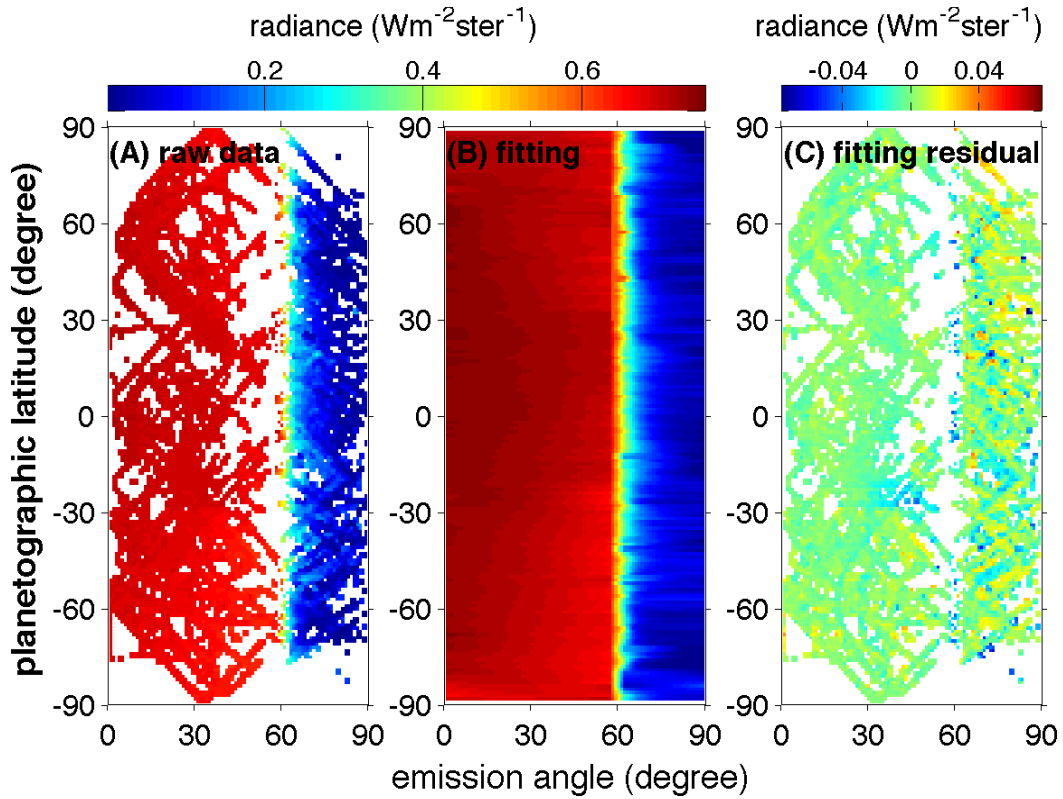 radiance (Wm⁻²ster⁻¹) radiance (Wm⁻²ster⁻¹)
0.2 0.4 0.6 -0.04 0 0.04
(A) raw data (B) fitting (C) fitting residual
90 90 90
60 60 60
30 30 30
0 0 0
-30 -30 -30
-60 -60 -60
-90 -90 -90
0 30 60 90 0 30 60 90 0 30 60 90
planetographic latitude (degree)
emission angle (degree)